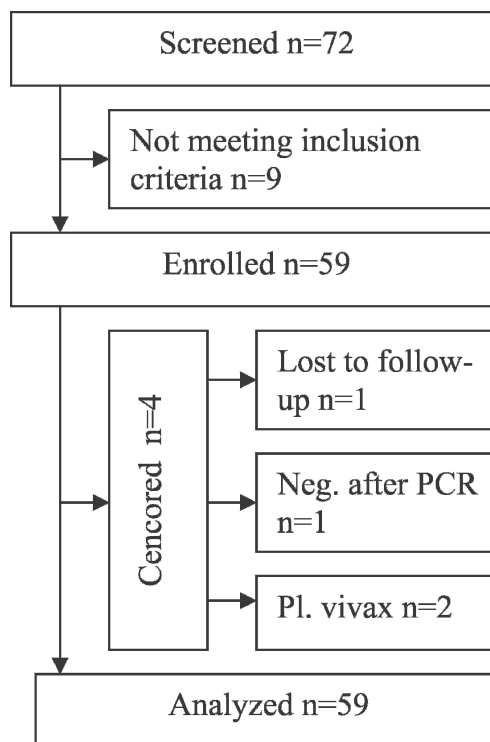 Screened n=72
Not meeting inclusion
criteria n=9
Enrolled n=59
Cencored n=4
Lost to follow-
up n=1
Neg. after PCR
n=1
Pl. vivax n=2
Analyzed n=59